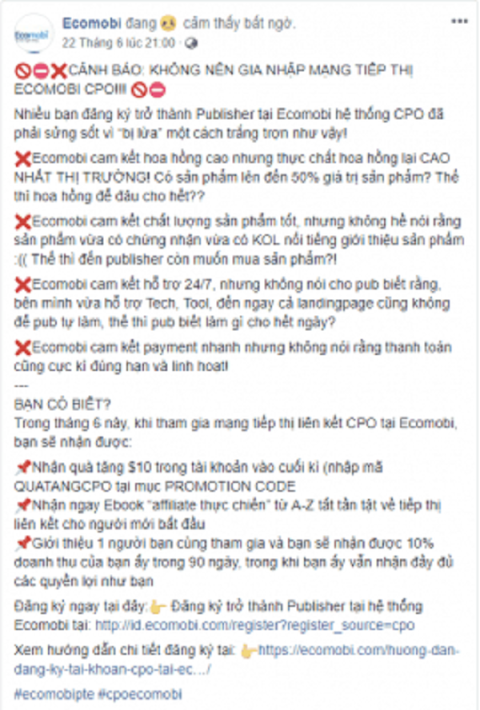 Ecomobi đang 😲 cảm thấy bất ngờ.
22 Tháng 6 lúc 21:00
🚫⛔❌CẢNH BÁO: KHÔNG NÊN GIA NHẬP MẠNG TIẾP THỊ
ECOMOBI CPO!!! 🚫⛔
Nhiều bạn đăng ký trở thành Publisher tại Ecomobi hệ thống CPO đã
phải sửng sốt vì "bị lừa" một cách trắng trợn như vậy!
❌Ecomobi cam kết hoa hồng cao nhưng thực chất hoa hồng lại CAO
NHẤT THỊ TRƯỜNG! Có sản phẩm lên đến 50% giá trị sản phẩm? Thế
thì hoa hồng để đâu cho hết??
❌Ecomobi cam kết chất lượng sản phẩm tốt, nhưng không hề nói rằng
sản phẩm vừa có chứng nhận vừa có KOL nổi tiếng giới thiệu sản phẩm
:(( Thế thì đến publisher còn muốn mua sản phẩm?!
❌Ecomobi cam kết hỗ trợ 24/7, nhưng không nói cho pub biết rằng,
bên mình vừa hỗ trợ Tech, Tool, đến ngay cả landingpage cũng không
để pub tự làm, thế thì pub biết làm gì cho hết ngày?
❌Ecomobi cam kết payment nhanh nhưng không nói rằng thanh toán
cũng cực kì đúng hạn và linh hoạt!
---
BẠN CÓ BIẾT?
Trong tháng 6 này, khi tham gia mạng tiếp thị liên kết CPO tại Ecomobi,
bạn sẽ nhận được:
📌Nhận quà tặng $10 trong tài khoản vào cuối kì (nhập mã
QUATANGCPO tại mục PROMOTION CODE
📌Nhận ngay Ebook "affiliate thực chiến" từ A-Z tất tần tật về tiếp thị
liên kết cho người mới bắt đầu
📌Giới thiệu 1 người bạn cùng tham gia và bạn sẽ nhận được 10%
doanh thu của bạn ấy trong 90 ngày, trong khi bạn ấy vẫn nhận đầy đủ
các quyền lợi như bạn
Đăng ký ngay tại đây:👉 Đăng ký trở thành Publisher tại hệ thống
Ecomobi tại: http://id.ecomobi.com/register?register_source=cpo
Xem hướng dẫn chi tiết đăng ký tại: 👉https://ecomobi.com/huong-dan-
dang-ky-tai-khoan-cpo-tai-ec…/
#ecomobipte #cpoecomobi